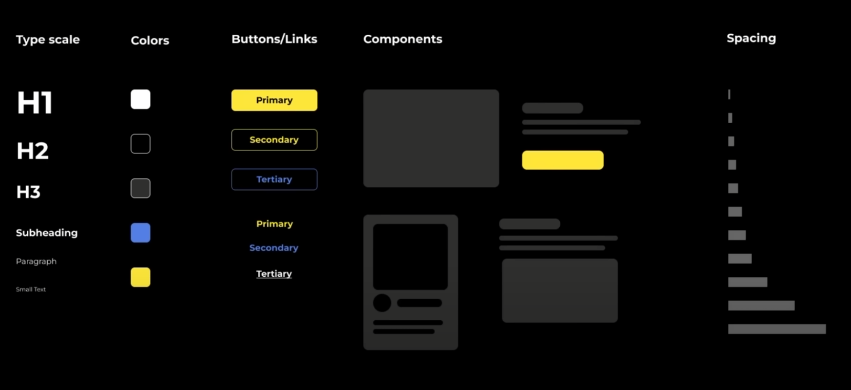 Type scale
Colors
Buttons/Links
Components
Spacing
H1
H2
H3
Subheading
Paragraph
Small Text
Primary
Secondary
Tertiary
Primary
Secondary
Tertiary